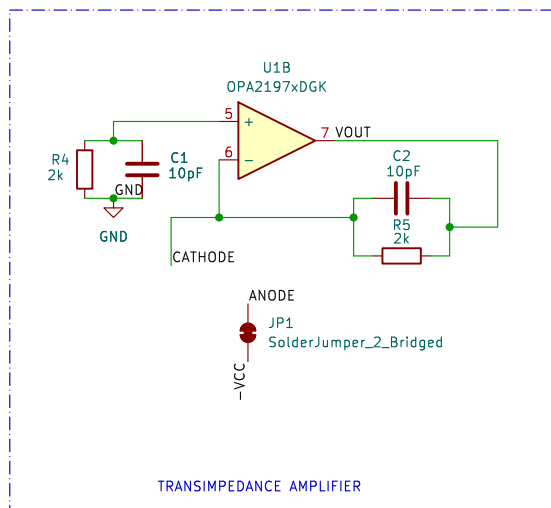 U1B
OPA2197xDGK
5
+
7
VOUT
6
−
R4
2k
C1
10pF
GND
GND
C2
10pF
R5
2k
CATHODE
ANODE
JP1
SolderJumper_2_Bridged
-VCC
TRANSIMPEDANCE AMPLIFIER